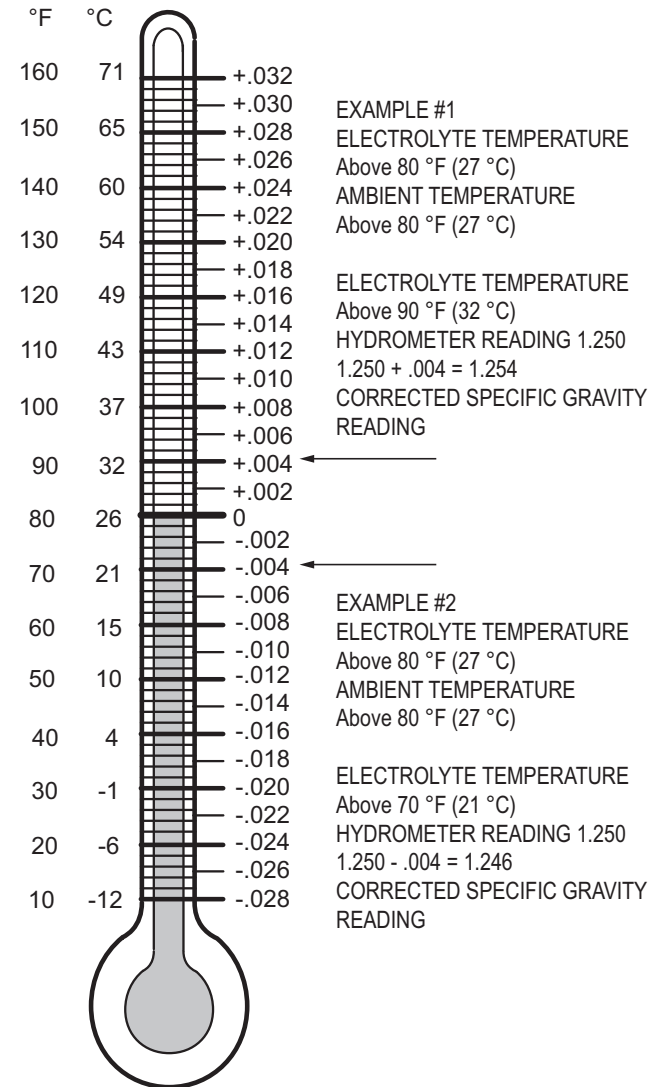 °F °C
160 71 +.032
+.030
150 65 +.028
+.026
140 60 +.024
+.022
130 54 +.020
+.018
120 49 +.016
+.014
110 43 +.012
+.010
100 37 +.008
+.006
90 32 +.004
+.002
80 26 0
-.002
70 21 -.004
-.006
60 15 -.008
-.010
50 10 -.012
-.014
40 4 -.016
-.018
30 -1 -.020
-.022
20 -6 -.024
-.026
10 -12 -.028
EXAMPLE #1
ELECTROLYTE TEMPERATURE
Above 80 °F (27 °C)
AMBIENT TEMPERATURE
Above 80 °F (27 °C)
ELECTROLYTE TEMPERATURE
Above 90 °F (32 °C)
HYDROMETER READING 1.250
1.250 + .004 = 1.254
CORRECTED SPECIFIC GRAVITY
READING
EXAMPLE #2
ELECTROLYTE TEMPERATURE
Above 80 °F (27 °C)
AMBIENT TEMPERATURE
Above 80 °F (27 °C)
ELECTROLYTE TEMPERATURE
Above 70 °F (21 °C)
HYDROMETER READING 1.250
1.250 - .004 = 1.246
CORRECTED SPECIFIC GRAVITY
READING